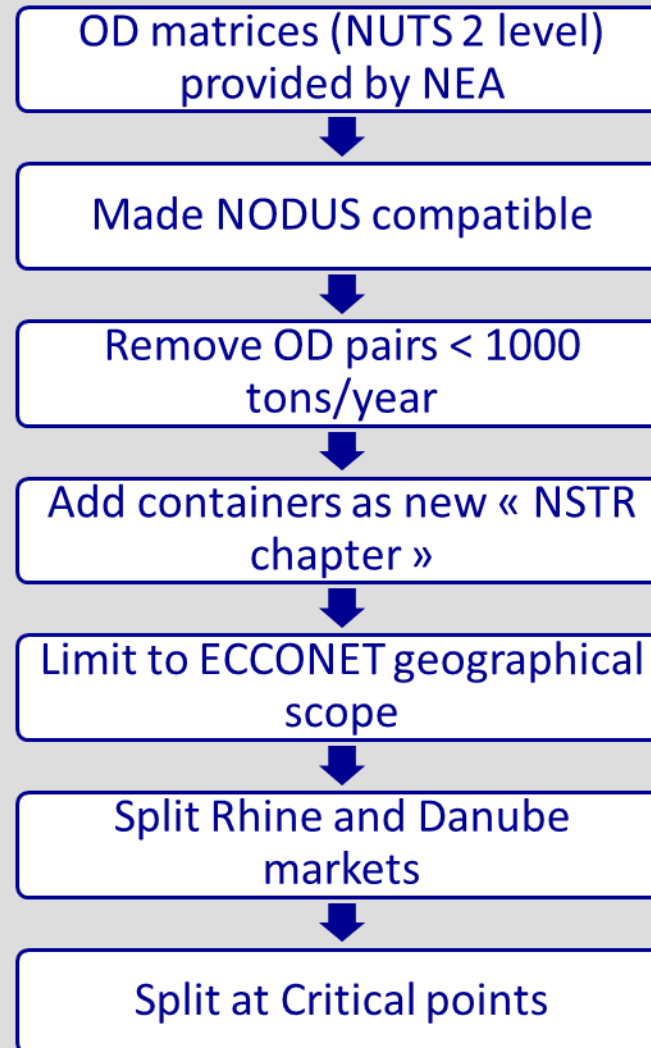 OD matrices (NUTS 2 level)
provided by NEA
Made NODUS compatible
Remove OD pairs < 1000
tons/year
Add containers as new « NSTR
chapter »
Limit to ECCONET geographical
scope
Split Rhine and Danube
markets
Split at Critical points